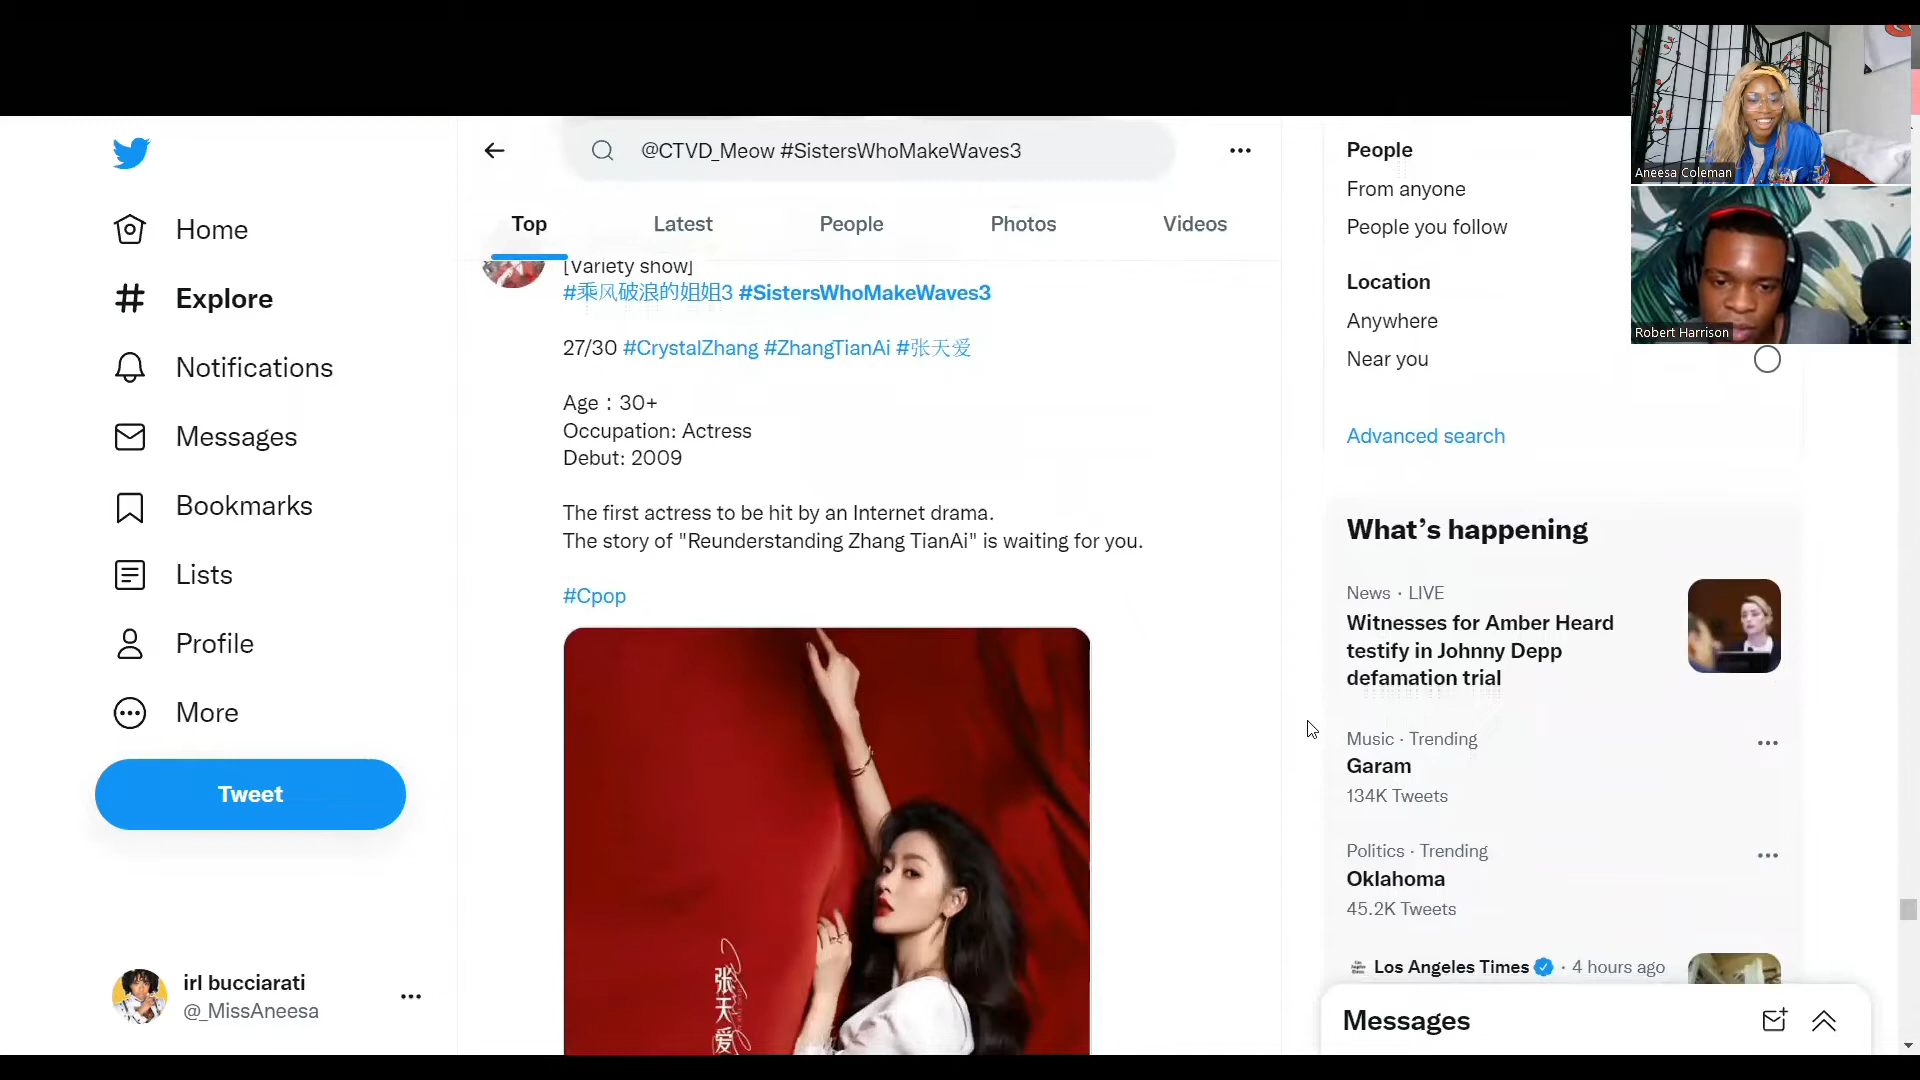 @CTVD_Meow #SistersWhoMakeWaves3
Top
Latest
People
Photos
Videos
Home
Explore
Notifications
Messages
Bookmarks
Lists
Profile
More
Tweet
irl bucciarati
@_MissAneesa
[Variety show]
#乘风破浪的姐姐3 #SistersWhoMakeWaves3
27/30 #CrystalZhang #ZhangTianAi #张天爱
Age : 30+
Occupation: Actress
Debut: 2009
The first actress to be hit by an Internet drama.
The story of "Reunderstanding Zhang TianAi" is waiting for you.
#Cpop
张天爱
People
From anyone
People you follow
Location
Anywhere
Near you
Advanced search
What's happening
News · LIVE
Witnesses for Amber Heard
testify in Johnny Depp
defamation trial
Music · Trending
Garam
134K Tweets
Politics · Trending
Oklahoma
45.2K Tweets
Los Angeles Times · 4 hours ago
Messages
Aneesa Coleman
Robert Harrison